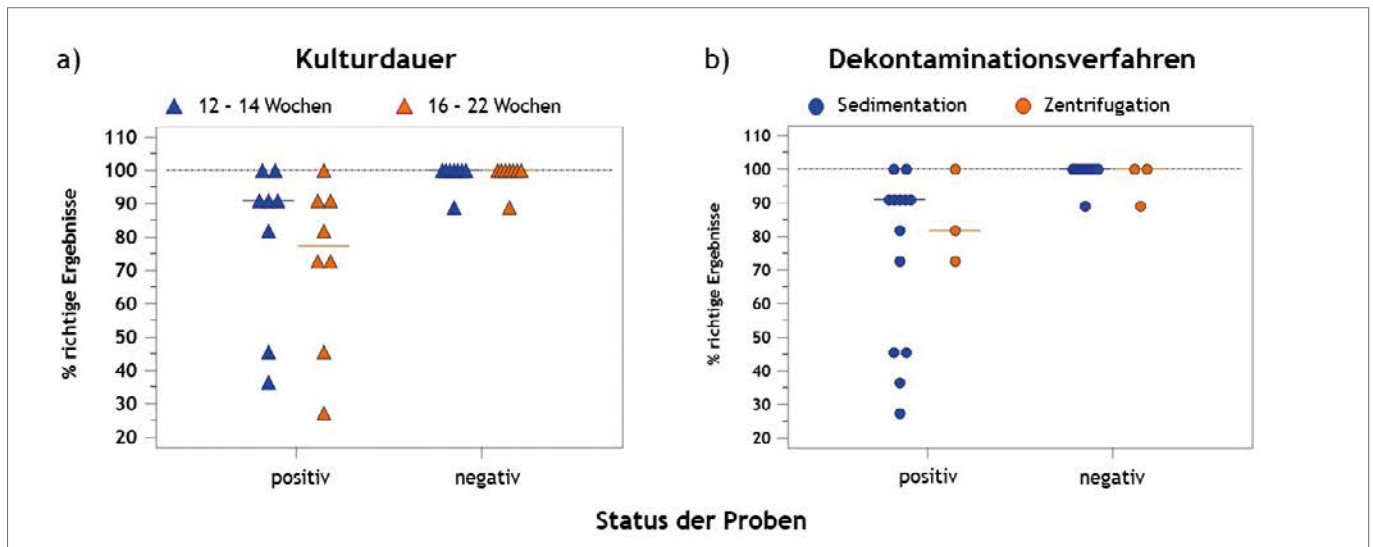 a) Kulturdauer
12 - 14 Wochen 16 - 22 Wochen
110
100
90
80
70
60
50
40
30
20
% richtige Ergebnisse
positiv negativ
b) Dekontaminationsverfahren
Sedimentation Zentrifugation
110
100
90
80
70
60
50
40
30
20
% richtige Ergebnisse
positiv negativ
Status der Proben